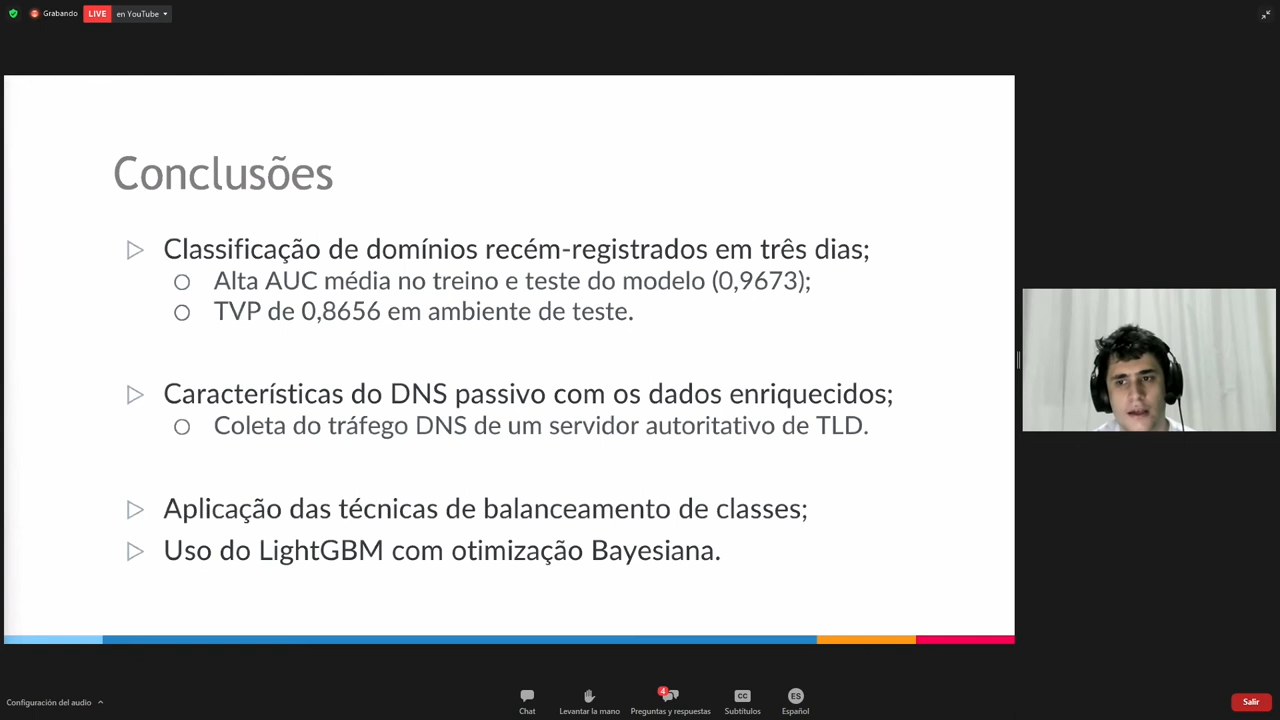 Grabando
LIVE
en YouTube
Conclusões
Classificação de domínios recém-registrados em três dias;
Alta AUC média no treino e teste do modelo (0,9673);
TVP de 0,8656 em ambiente de teste.
Características do DNS passivo com os dados enriquecidos;
Coleta do tráfego DNS de um servidor autoritativo de TLD.
Aplicação das técnicas de balanceamento de classes;
Uso do LightGBM com otimização Bayesiana.
Configuración del audio
Chat
Levantar la mano
4
Preguntas y respuestas
CC
Subtítulos
ES
Español
Salir